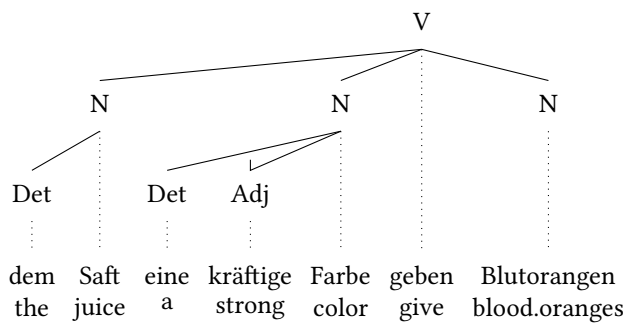 V
N N N
Det Det Adj
dem Saft eine kräftige Farbe geben Blutorangen
the juice a strong color give blood.oranges